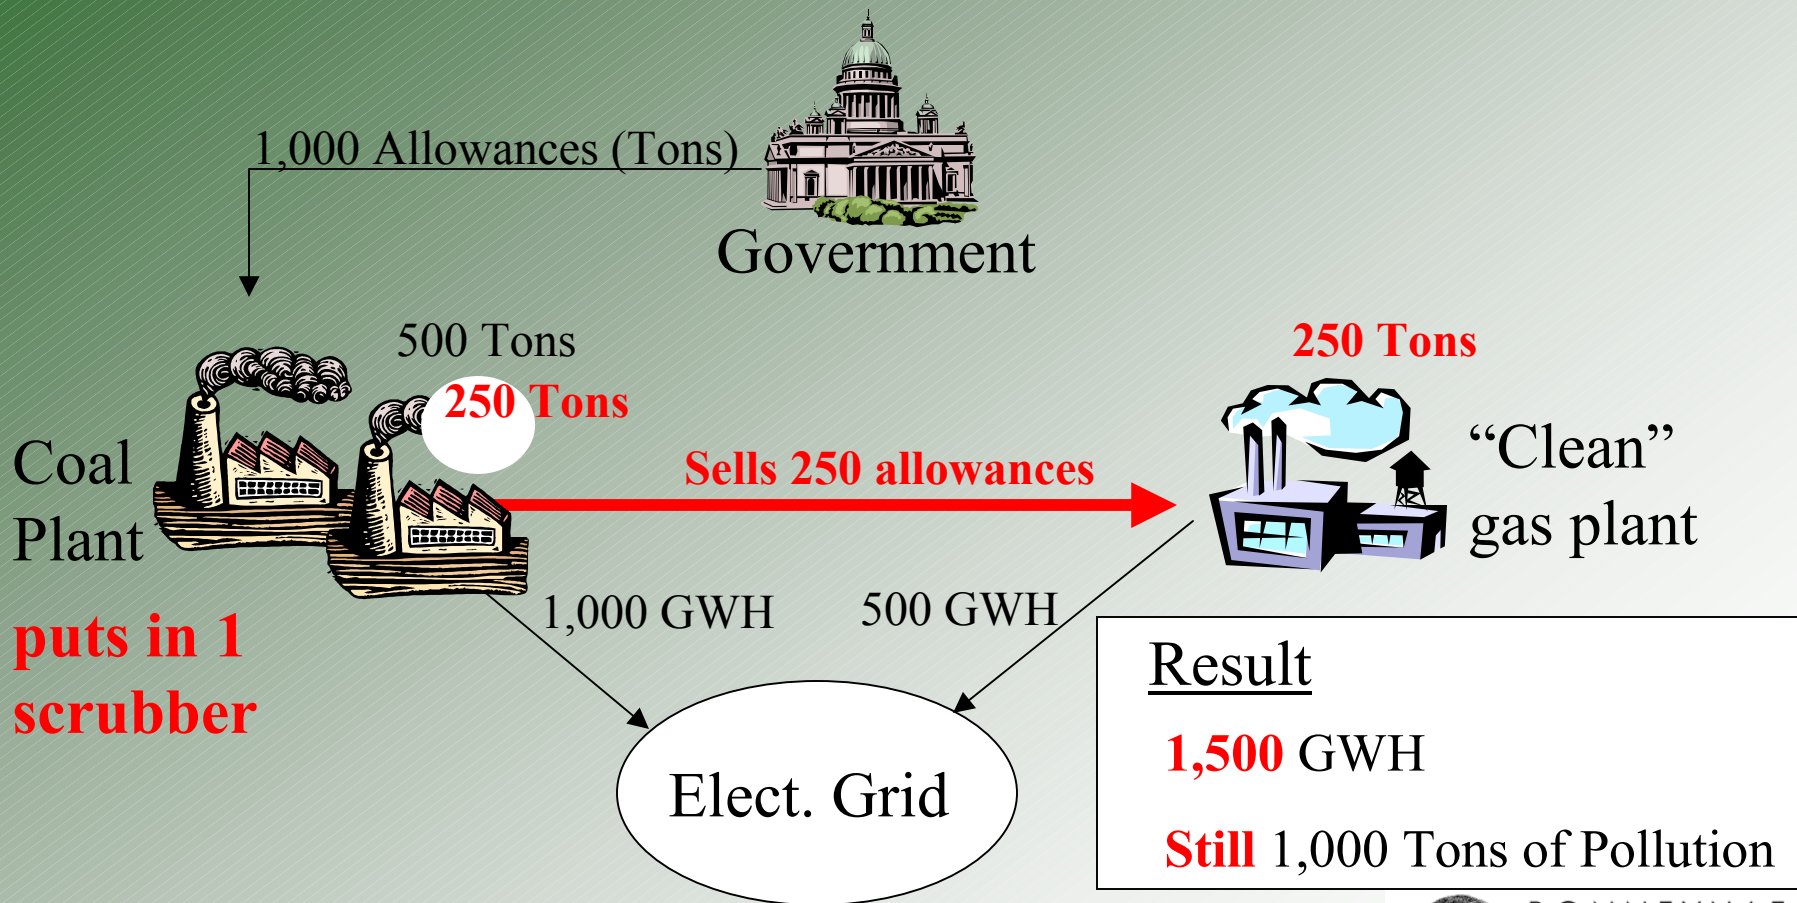 1,000 Allowances (Tons)
Government
500 Tons
250 Tons
250 Tons
Sells 250 allowances
Coal
Plant
“Clean”
gas plant
puts in 1
scrubber
1,000 GWH
500 GWH
Elect. Grid
Result
1,500 GWH
Still 1,000 Tons of Pollution